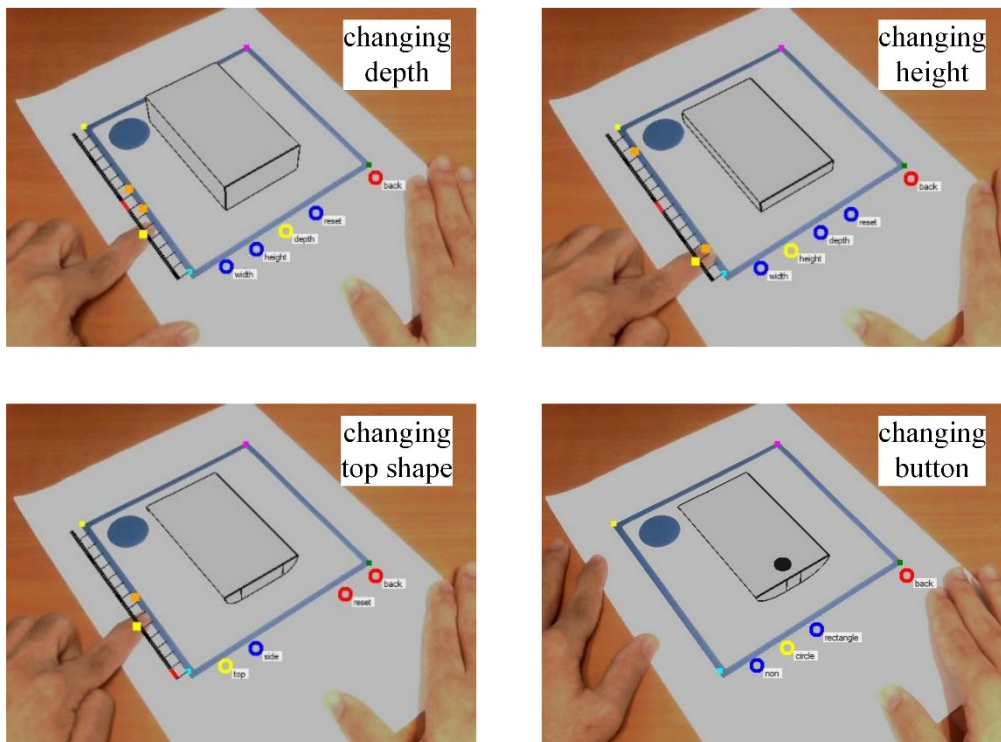 changing
depth
back
reset
depth
height
width
changing
height
back
reset
depth
height
width
changing
top shape
back
reset
side
top
changing
button
back
rectangle
circle
non